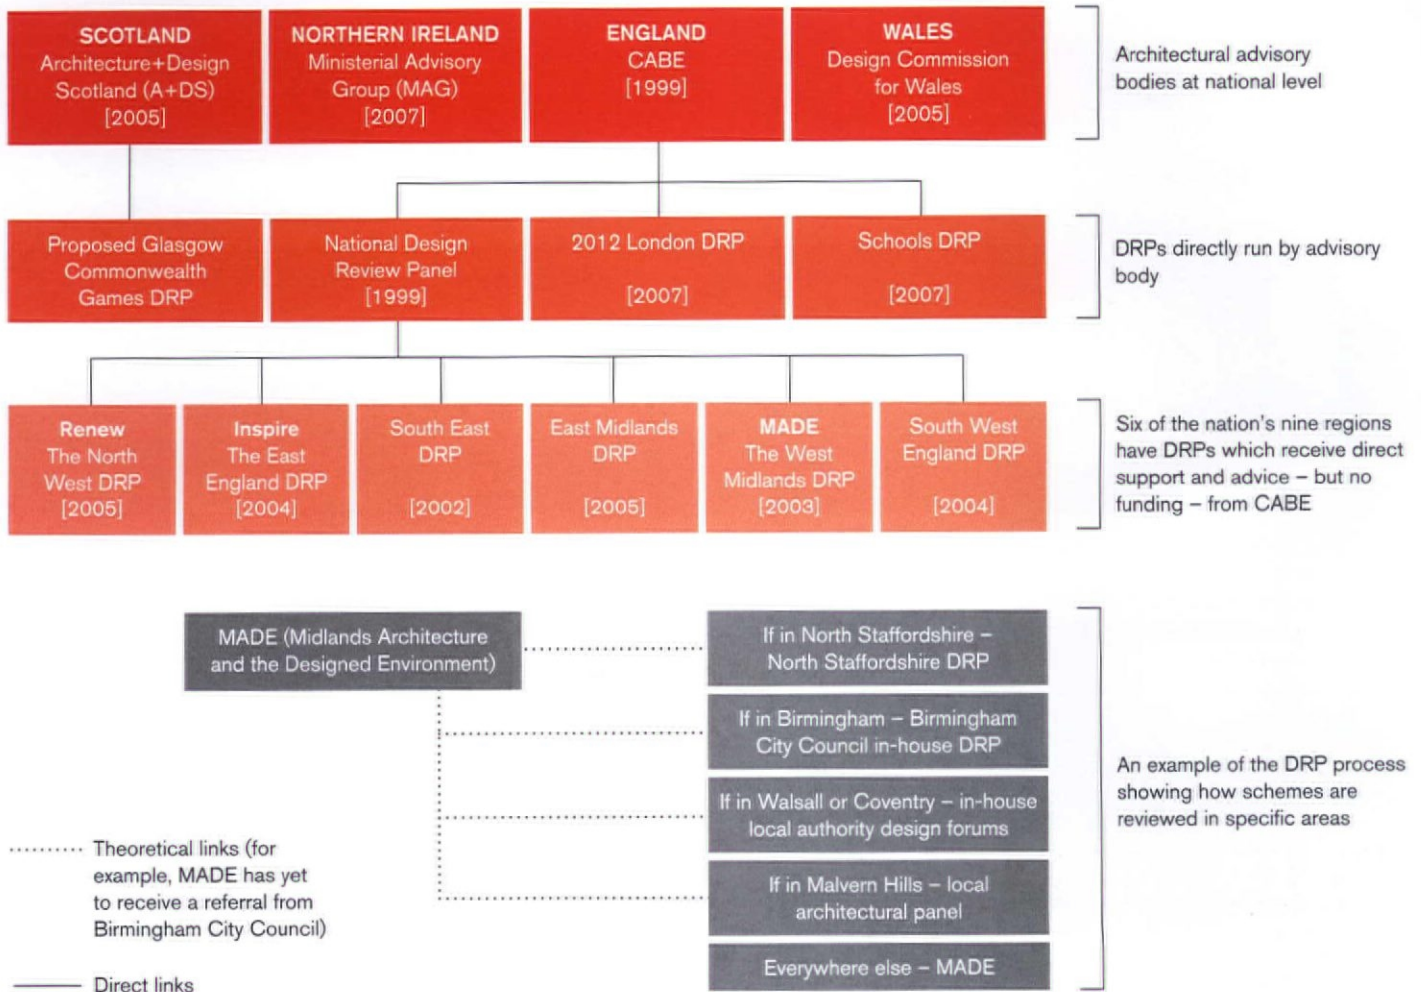 SCOTLAND
Architecture+Design
Scotland (A+DS)
[2005]
NORTHERN IRELAND
Ministerial Advisory
Group (MAG)
[2007]
ENGLAND
CABE
[1999]
WALES
Design Commission
for Wales
[2005]
Architectural advisory
bodies at national level
Proposed Glasgow
Commonwealth
Games DRP
National Design
Review Panel
[1999]
2012 London DRP
[2007]
Schools DRP
[2007]
DRPs directly run by advisory
body
Renew
The North
West DRP
[2005]
Inspire
The East
England DRP
[2004]
South East
DRP
[2002]
East Midlands
DRP
[2005]
MADE
The West
Midlands DRP
[2003]
South West
England DRP
[2004]
Six of the nation's nine regions
have DRPs which receive direct
support and advice – but no
funding – from CABE
MADE (Midlands Architecture
and the Designed Environment)
If in North Staffordshire –
North Staffordshire DRP
If in Birmingham – Birmingham
City Council in-house DRP
If in Walsall or Coventry – in-house
local authority design forums
If in Malvern Hills – local
architectural panel
Everywhere else – MADE
An example of the DRP process
showing how schemes are
reviewed in specific areas
Theoretical links (for
example, MADE has yet
to receive a referral from
Birmingham City Council)
Direct links